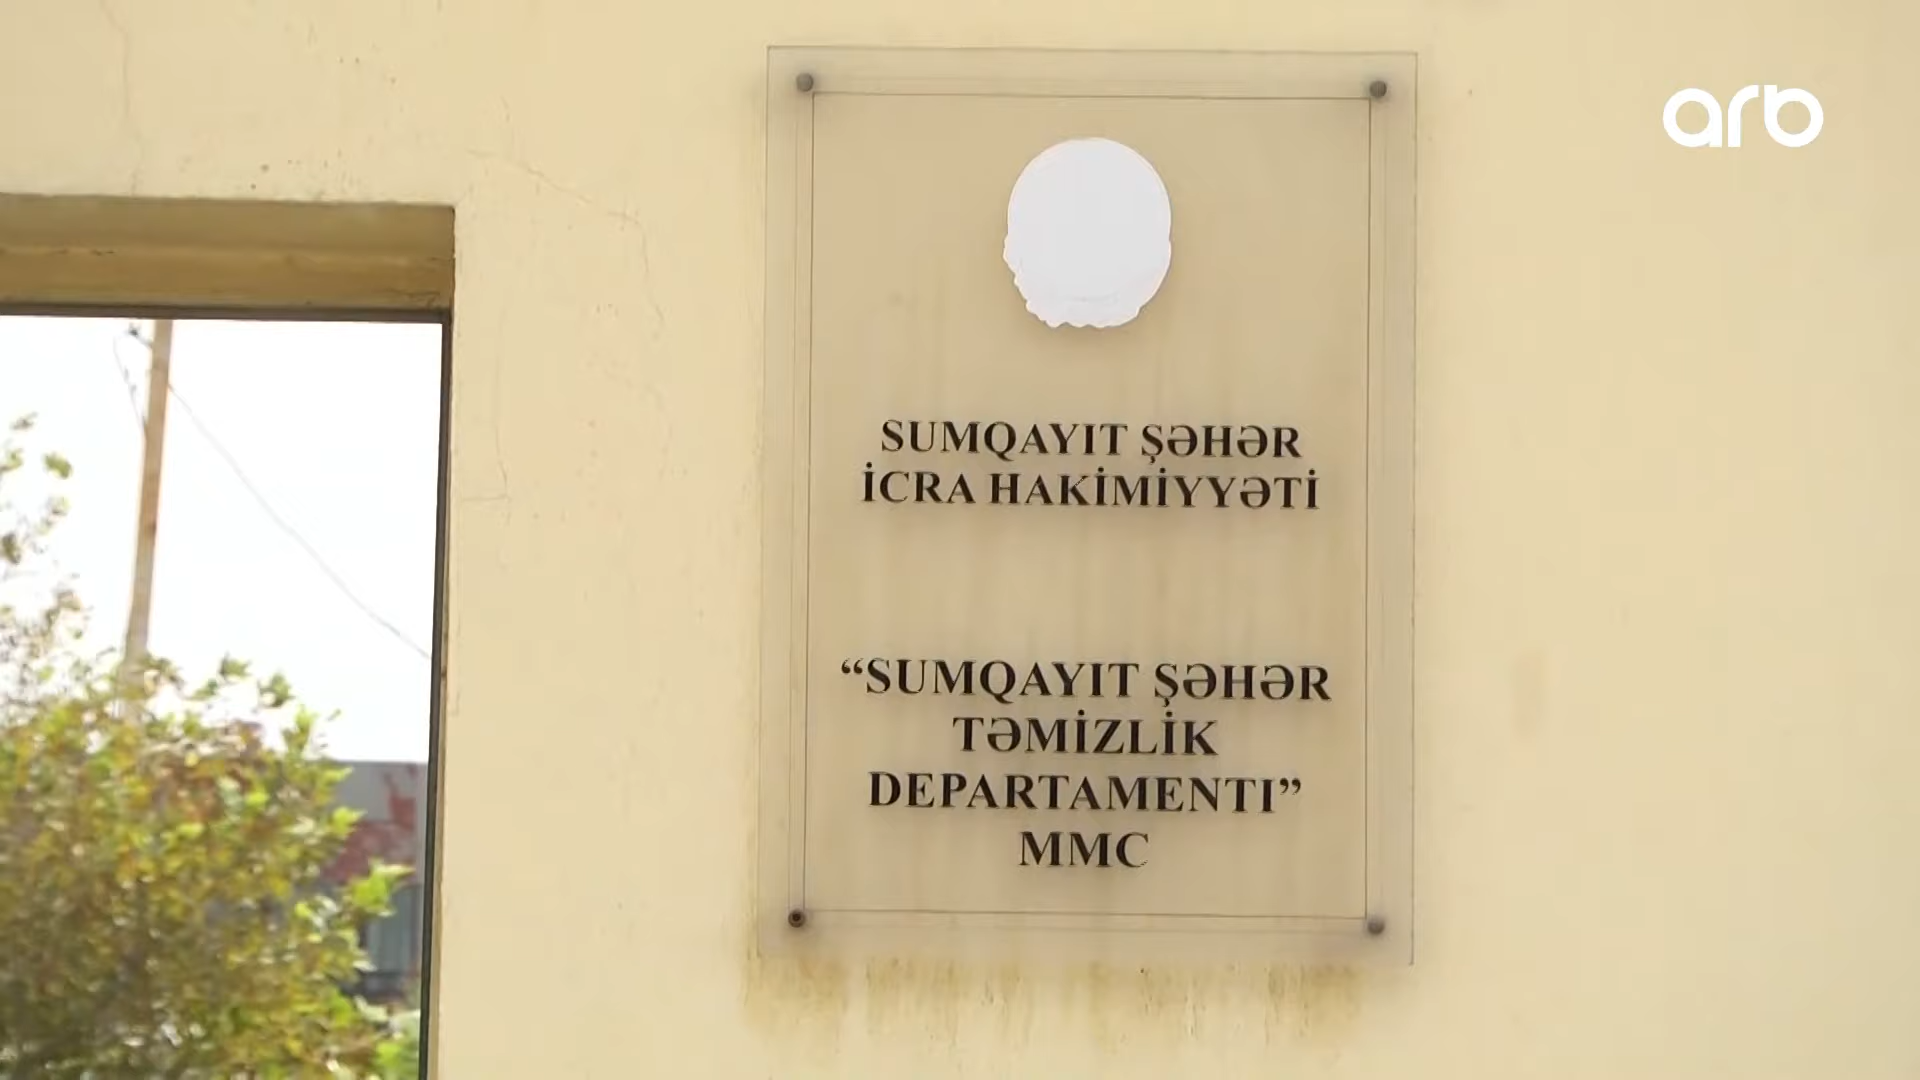 arb
SUMQAYIT ŞƏHƏR
İCRA HAKİMİYYƏTİ
“SUMQAYIT ŞƏHƏR
TƏMİZLİK
DEPARTAMENTI”
MMC